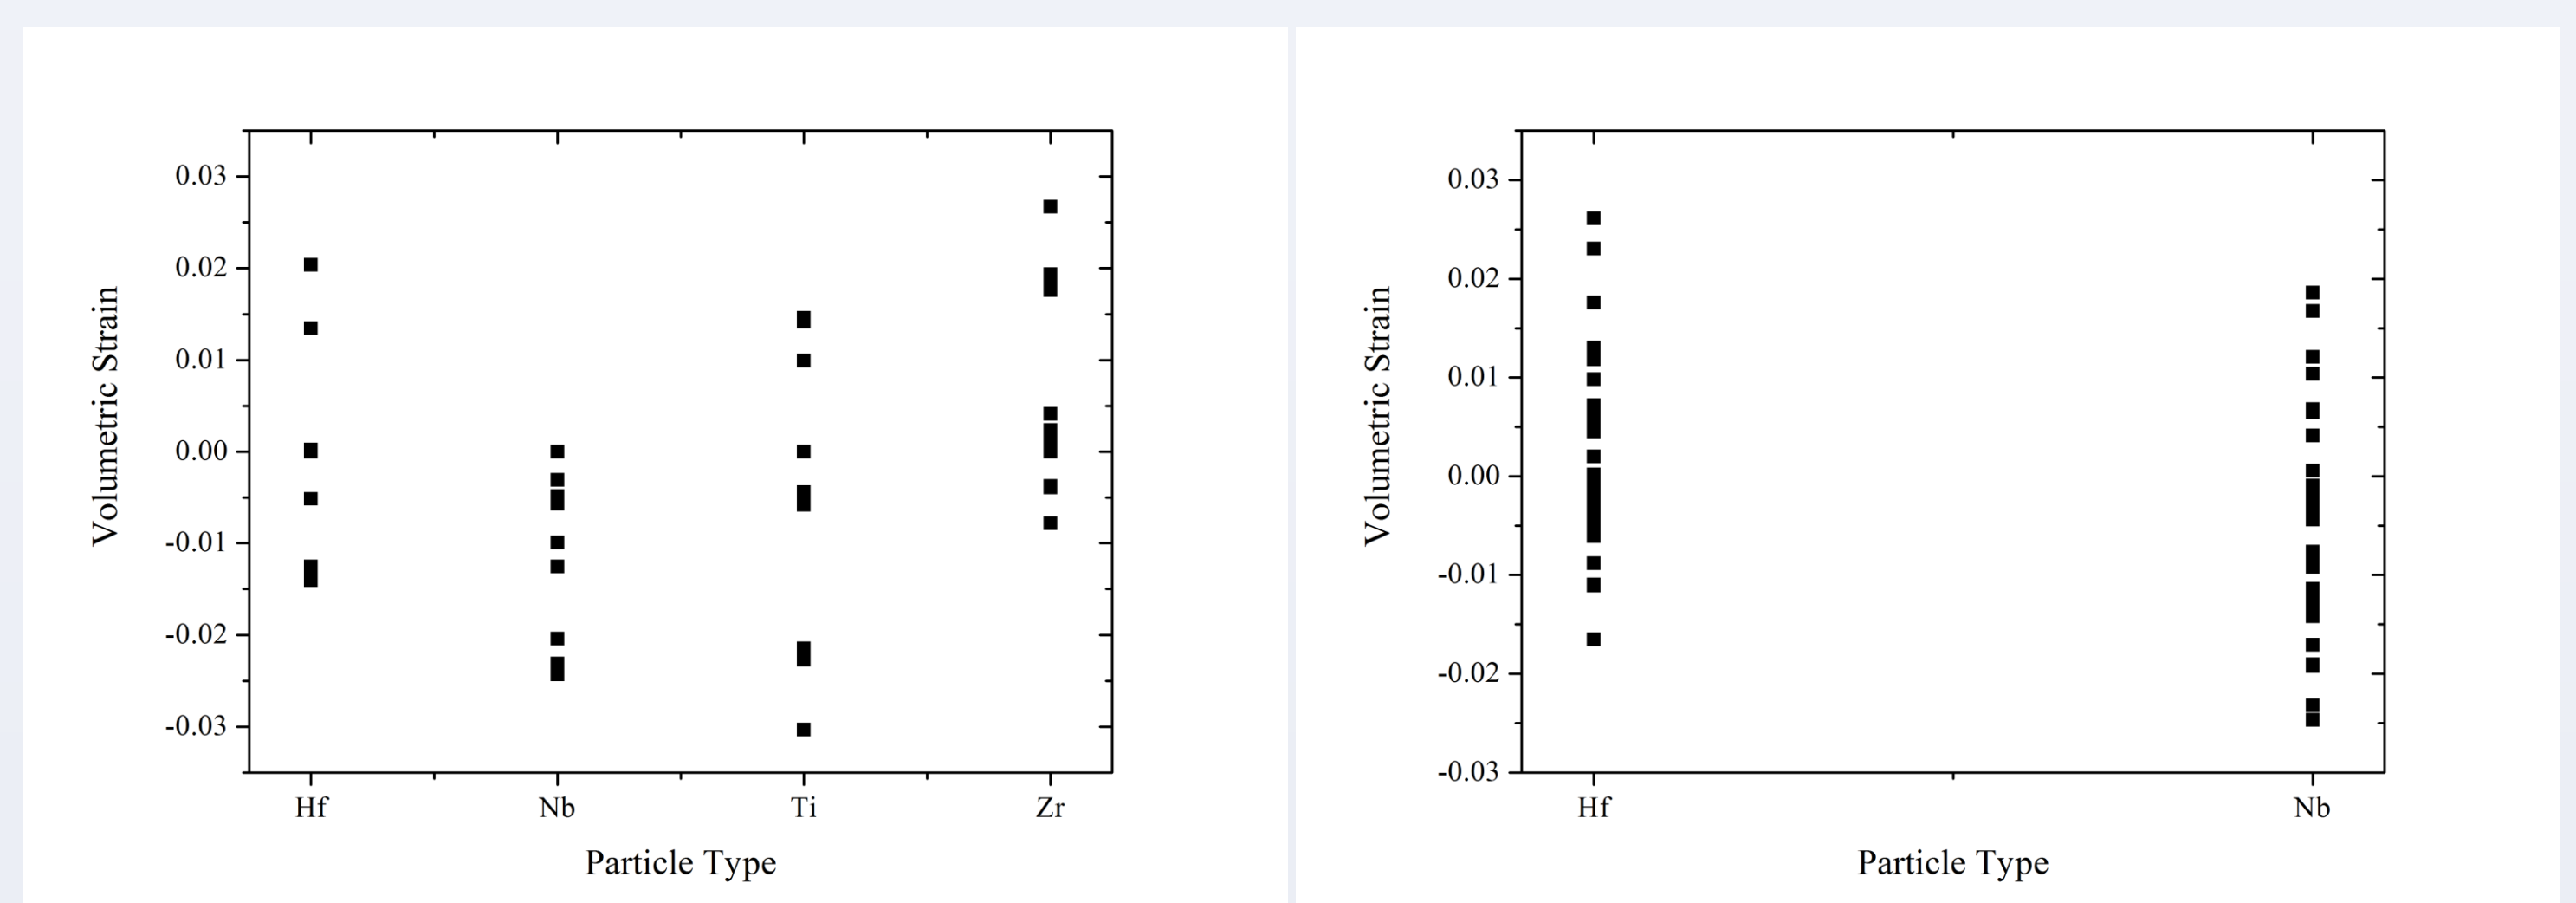 0.03
0.02
0.01
0.00
-0.01
-0.02
-0.03
Volumetric Strain
Hf Nb Ti Zr
Particle Type
0.03
0.02
0.01
0.00
-0.01
-0.02
-0.03
Volumetric Strain
Hf Nb
Particle Type